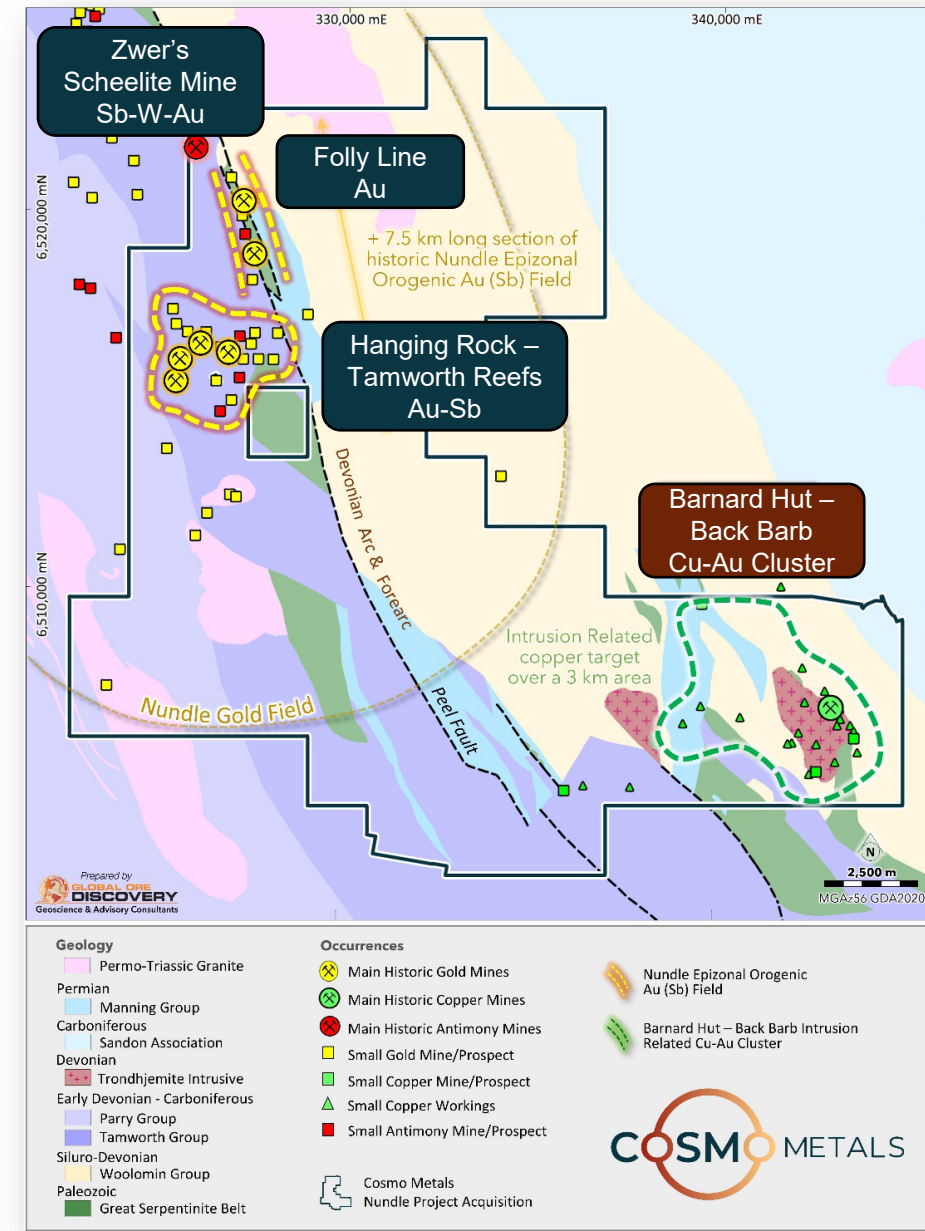 330,000 mE
340,000 mE
Zwer's
Scheelite Mine
Sb-W-Au
Folly Line
Au
6,520,000 mN
+ 7.5 km long section of
historic Nundle Epizonal
Orogenic Au (Sb) Field
Hanging Rock –
Tamworth Reefs
Au-Sb
Devonian Arc & Forearc
Barnard Hut –
Back Barb
Cu-Au Cluster
6,510,000 mN
Intrusion Related
copper target
over a 3 km area
Nundle Gold Field
Peel Fault
N
2,500 m
MGAz56 GDA2020
Prepared by
GLOBAL ORE
DISCOVERY
Geoscience & Advisory Consultants
Geology
Permo-Triassic Granite
Permian
Manning Group
Carboniferous
Sandon Association
Devonian
Trondhjemite Intrusive
Early Devonian - Carboniferous
Parry Group
Tamworth Group
Siluro-Devonian
Woolomin Group
Paleozoic
Great Serpentinite Belt
Occurrences
Main Historic Gold Mines
Main Historic Copper Mines
Main Historic Antimony Mines
Small Gold Mine/Prospect
Small Copper Mine/Prospect
Small Copper Workings
Small Antimony Mine/Prospect
Cosmo Metals
Nundle Project Acquisition
Nundle Epizonal Orogenic
Au (Sb) Field
Barnard Hut – Back Barb Intrusion
Related Cu-Au Cluster
COSMO METALS